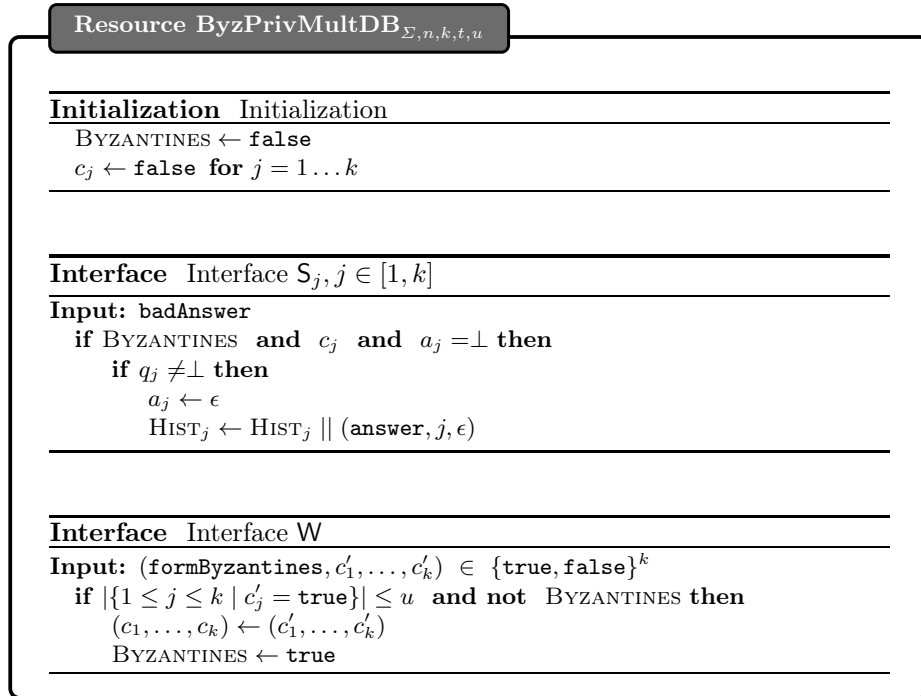 Resource ByzPrivMultDB_{Σ,n,k,t,u}
Initialization Initialization
BYZANTINES ← false
c_j ← false for j = 1 … k
Interface Interface S_j, j ∈ [1, k]
Input: badAnswer
if BYZANTINES and c_j and a_j =⊥ then
if q_j ≠⊥ then
a_j ← ϵ
HIST_j ← HIST_j || (answer, j, ϵ)
Interface Interface W
Input: (formByzantines, c′_1, …, c′_k) ∈ {true, false}^k
if |{1 ≤ j ≤ k | c′_j = true}| ≤ u and not BYZANTINES then
(c_1, …, c_k) ← (c′_1, …, c′_k)
BYZANTINES ← true